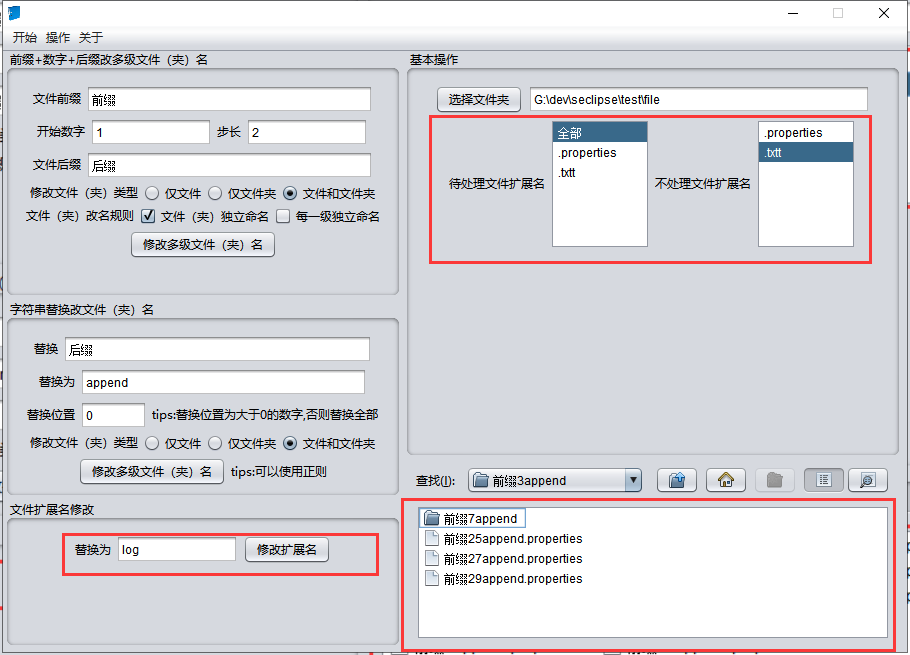 开始 操作 关于
前缀+数字+后缀改多级文件（夹）名
文件前缀 前缀
开始数字 1 步长 2
文件后缀 后缀
修改文件（夹）类型 仅文件 仅文件夹 文件和文件夹
文件（夹）改名规则 文件（夹）独立命名 每一级独立命名
修改多级文件（夹）名
字符串替换改文件（夹）名
替换 后缀
替换为 append
替换位置 0 tips:替换位置为大于0的数字,否则替换全部
修改文件（夹）类型 仅文件 仅文件夹 文件和文件夹
修改多级文件（夹）名 tips:可以使用正则
文件扩展名修改
替换为 log 修改扩展名
基本操作
选择文件夹 G:\dev\seclipse\test\file
待处理文件扩展名
全部
.properties
.txtt
不处理文件扩展名
.properties
.txtt
查找(I): 前缀3append
前缀7append
前缀25append.properties
前缀27append.properties
前缀29append.properties